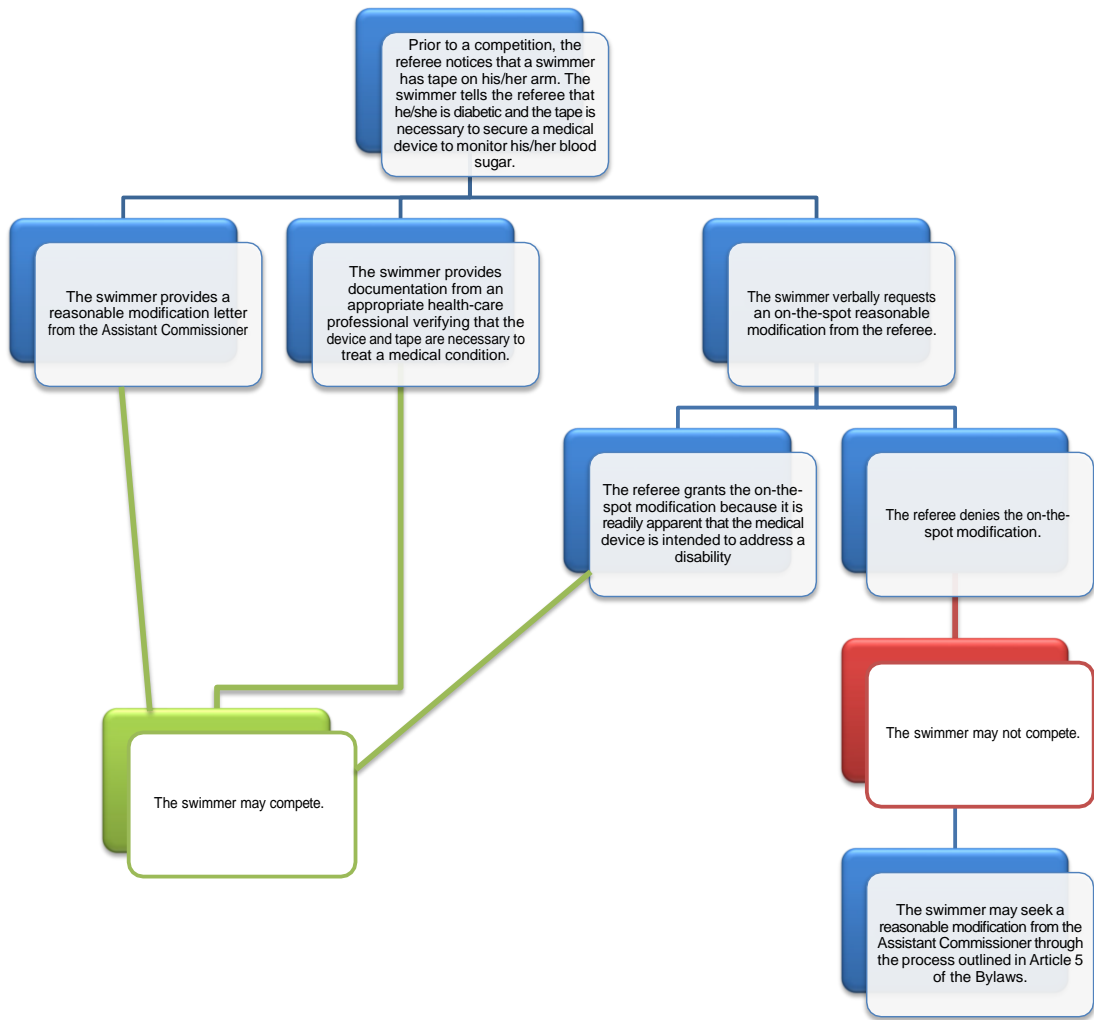 Prior to a competition, the
referee notices that a swimmer
has tape on his/her arm. The
swimmer tells the referee that
he/she is diabetic and the tape is
necessary to secure a medical
device to monitor his/her blood
sugar.
The swimmer provides a
reasonable modification letter
from the Assistant Commissioner
The swimmer provides
documentation from an
appropriate health-care
professional verifying that the
device and tape are necessary to
treat a medical condition.
The swimmer verbally requests
an on-the-spot reasonable
modification from the referee.
The referee grants the on-the-
spot modification because it is
readily apparent that the medical
device is intended to address a
disability
The referee denies the on-the-
spot modification.
The swimmer may compete.
The swimmer may not compete.
The swimmer may seek a
reasonable modification from the
Assistant Commissioner through
the process outlined in Article 5
of the Bylaws.